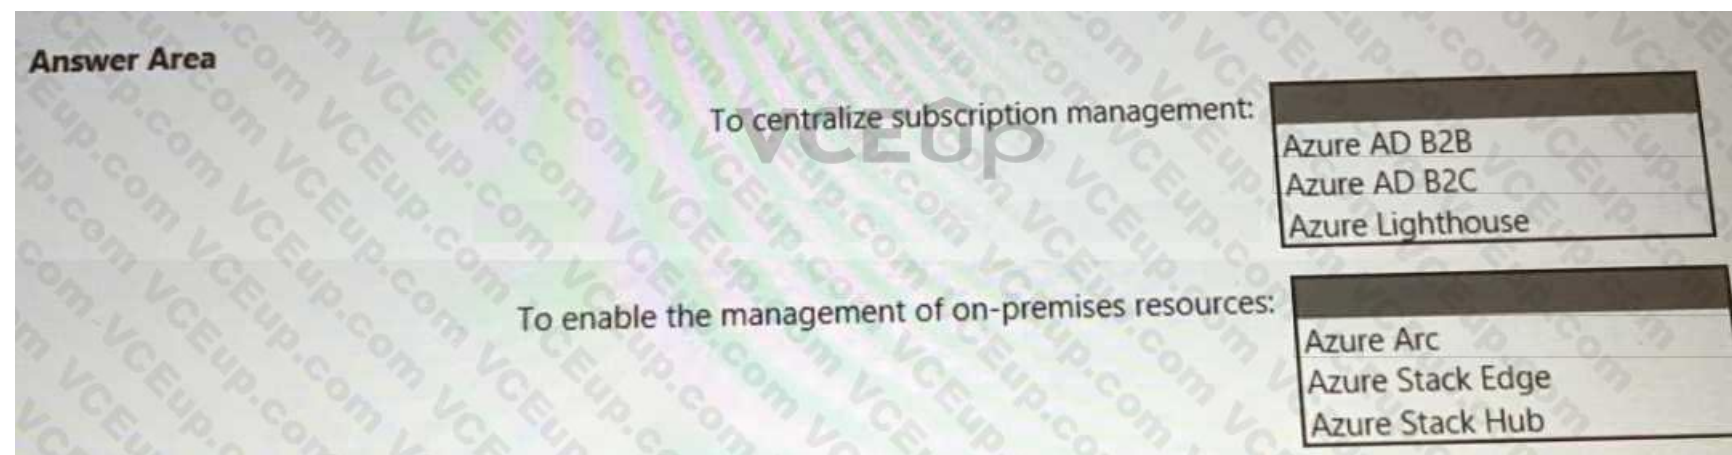 Answer Area
To centralize subscription management:
Azure AD B2B
Azure AD B2C
Azure Lighthouse
VCEup
To enable the management of on-premises resources:
Azure Arc
Azure Stack Edge
Azure Stack Hub